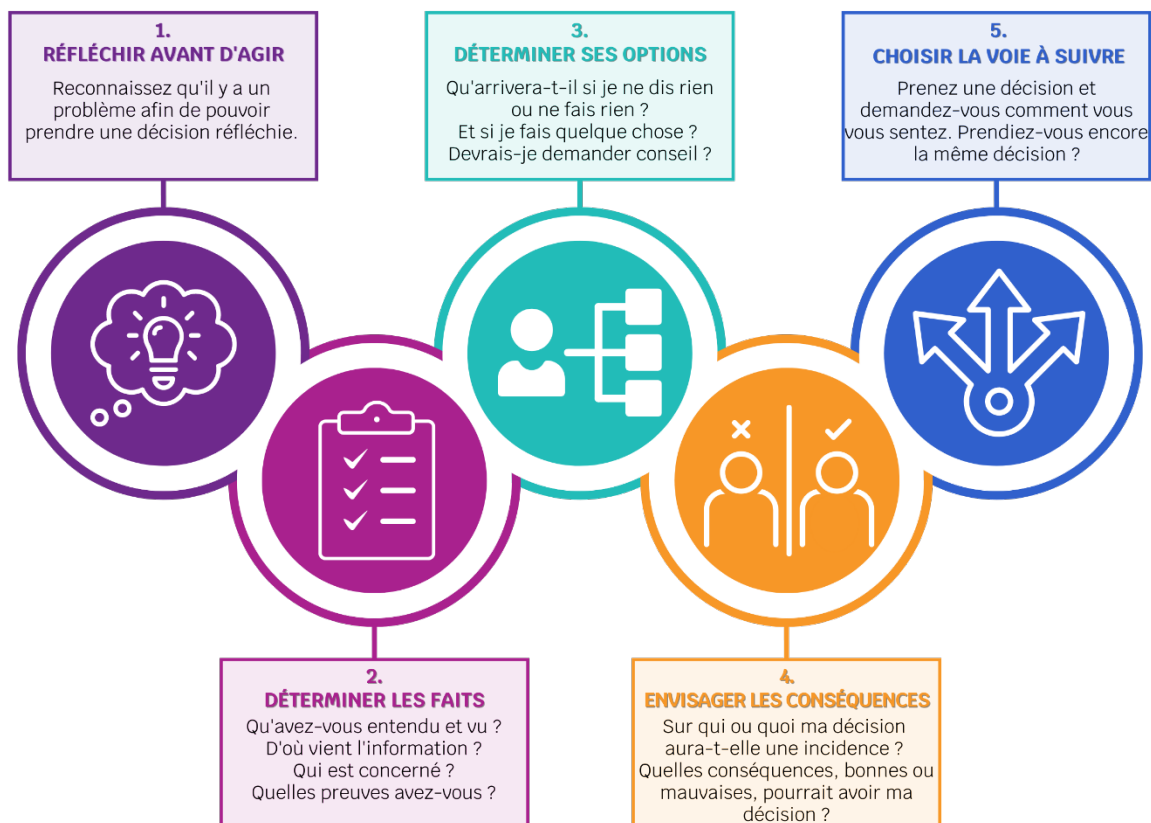 1.
RÉFLÉCHIR AVANT D'AGIR
Reconnaissez qu'il y a un
problème afin de pouvoir
prendre une décision réfléchie.
2.
DÉTERMINER LES FAITS
Qu'avez-vous entendu et vu ?
D'où vient l'information ?
Qui est concerné ?
Quelles preuves avez-vous ?
3.
DÉTERMINER SES OPTIONS
Qu'arrivera-t-il si je ne dis rien
ou ne fais rien ?
Et si je fais quelque chose ?
Devrais-je demander conseil ?
4.
ENVISAGER LES CONSÉQUENCES
Sur qui ou quoi ma décision
aura-t-elle une incidence ?
Quelles conséquences, bonnes ou
mauvaises, pourrait avoir ma
décision ?
5.
CHOISIR LA VOIE À SUIVRE
Prenez une décision et
demandez-vous comment vous
vous sentez. Prendiez-vous encore
la même décision ?